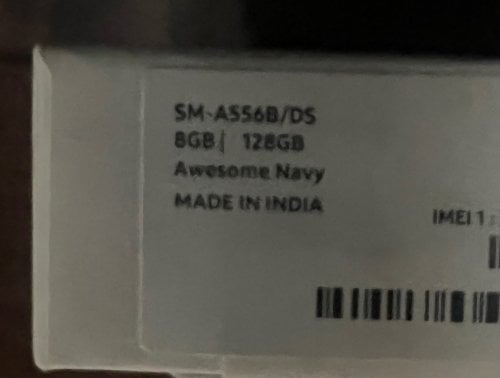 SM-A556B/DS
8GB | 128GB
Awesome Navy
MADE IN INDIA
IMEI 1 :